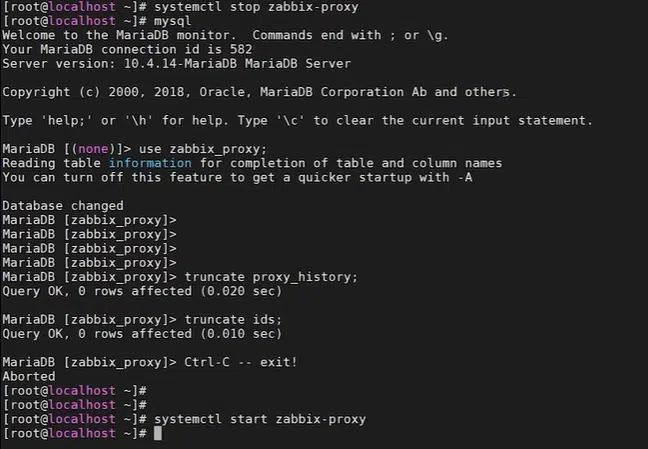 [root@localhost ~]# systemctl stop zabbix-proxy
[root@localhost ~]# mysql
Welcome to the MariaDB monitor.  Commands end with ; or \g.
Your MariaDB connection id is 582
Server version: 10.4.14-MariaDB MariaDB Server
Copyright (c) 2000, 2018, Oracle, MariaDB Corporation Ab and others.
Type 'help;' or '\h' for help. Type '\c' to clear the current input statement.
MariaDB [(none)]> use zabbix_proxy;
Reading table information for completion of table and column names
You can turn off this feature to get a quicker startup with -A
Database changed
MariaDB [zabbix_proxy]>
MariaDB [zabbix_proxy]>
MariaDB [zabbix_proxy]>
MariaDB [zabbix_proxy]>
MariaDB [zabbix_proxy]> truncate proxy_history;
Query OK, 0 rows affected (0.020 sec)
MariaDB [zabbix_proxy]> truncate ids;
Query OK, 0 rows affected (0.010 sec)
MariaDB [zabbix_proxy]> Ctrl-C -- exit!
Aborted
[root@localhost ~]#
[root@localhost ~]#
[root@localhost ~]# systemctl start zabbix-proxy
[root@localhost ~]#